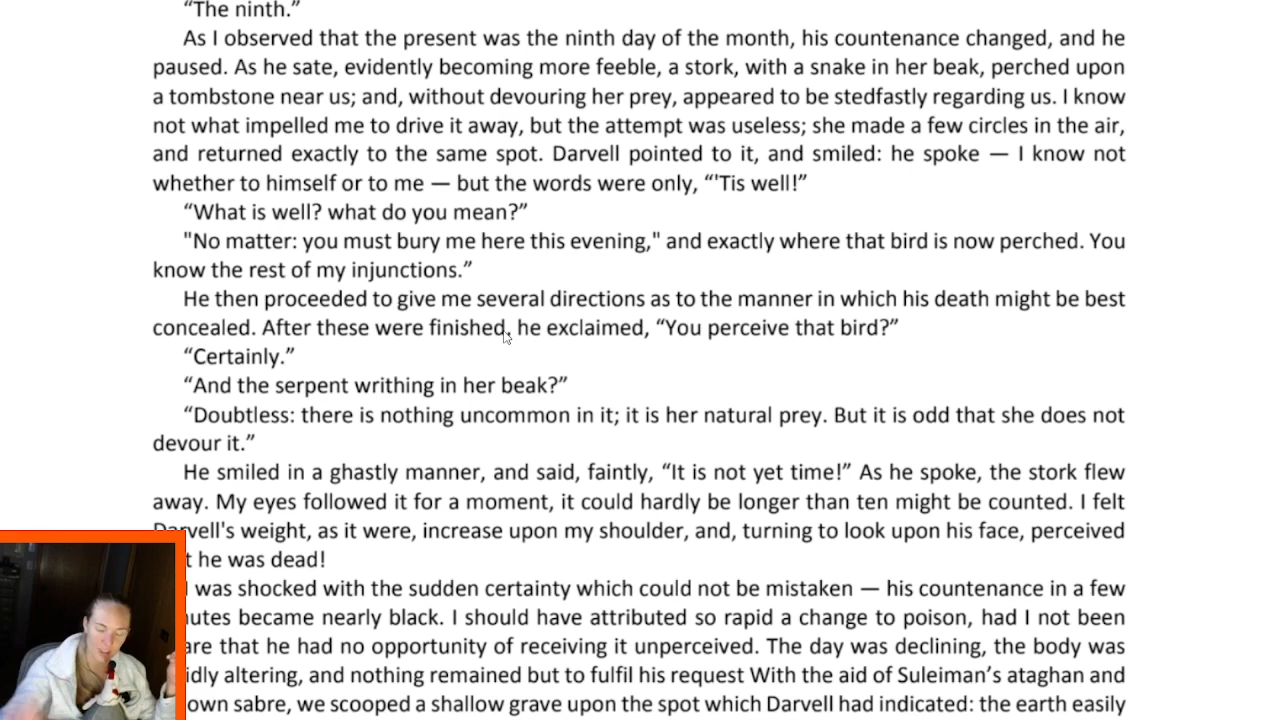 “The ninth.”
As I observed that the present was the ninth day of the month, his countenance changed, and he
paused. As he sate, evidently becoming more feeble, a stork, with a snake in her beak, perched upon
a tombstone near us; and, without devouring her prey, appeared to be stedfastly regarding us. I know
not what impelled me to drive it away, but the attempt was useless; she made a few circles in the air,
and returned exactly to the same spot. Darvell pointed to it, and smiled: he spoke — I know not
whether to himself or to me — but the words were only, “'Tis well!”
“What is well? what do you mean?”
"No matter: you must bury me here this evening," and exactly where that bird is now perched. You
know the rest of my injunctions.”
He then proceeded to give me several directions as to the manner in which his death might be best
concealed. After these were finished, he exclaimed, “You perceive that bird?”
“Certainly.”
“And the serpent writhing in her beak?”
“Doubtless: there is nothing uncommon in it; it is her natural prey. But it is odd that she does not
devour it.”
He smiled in a ghastly manner, and said, faintly, “It is not yet time!” As he spoke, the stork flew
away. My eyes followed it for a moment, it could hardly be longer than ten might be counted. I felt
Darvell's weight, as it were, increase upon my shoulder, and, turning to look upon his face, perceived
he was dead!
I was shocked with the sudden certainty which could not be mistaken — his countenance in a few
became nearly black. I should have attributed so rapid a change to poison, had I not been
that he had no opportunity of receiving it unperceived. The day was declining, the body was
altering, and nothing remained but to fulfil his request With the aid of Suleiman’s ataghan and
own sabre, we scooped a shallow grave upon the spot which Darvell had indicated: the earth easily